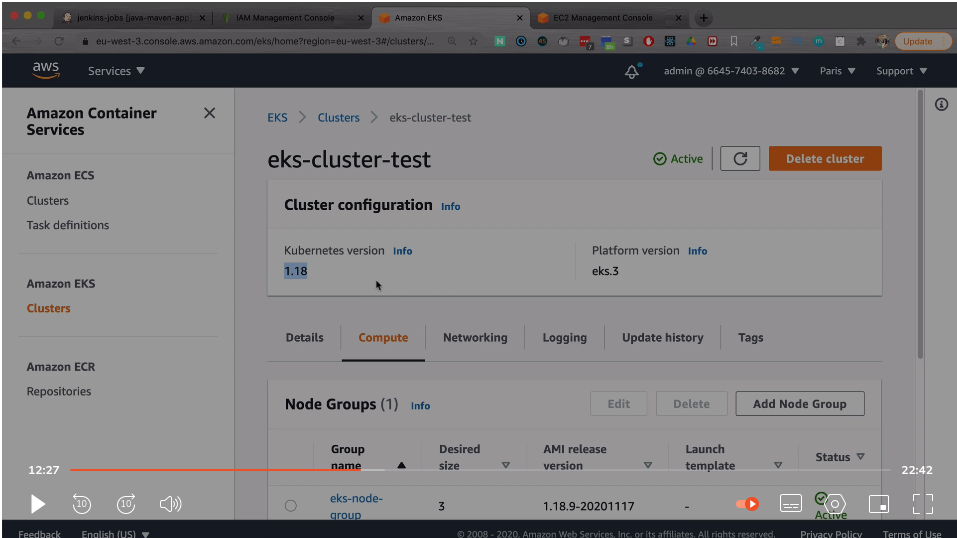 jenkins-jobs [java-maven-app]
IAM Management Console
Amazon EKS
EC2 Management Console
eu-west-3.console.aws.amazon.com/eks/home?region=eu-west-3#/clusters/...
Update
aws
Services
admin @ 6645-7403-8682
Paris
Support
Amazon Container
Services
Amazon ECS
Clusters
Task definitions
Amazon EKS
Clusters
Amazon ECR
Repositories
EKS
Clusters
eks-cluster-test
eks-cluster-test
Active
Delete cluster
Cluster configuration Info
Kubernetes version Info
1.18
Platform version Info
eks.3
Details
Compute
Networking
Logging
Update history
Tags
Node Groups (1) Info
Edit
Delete
Add Node Group
Group
name
Desired
size
AMI release
version
Launch
template
Status
eks-node-
group
3
1.18.9-20201117
-
Active
12:27
22:42
10
10
Feedback
English (US)
© 2008 - 2020, Amazon Web Services, Inc. or its affiliates. All rights reserved.
Privacy Policy
Terms of Use